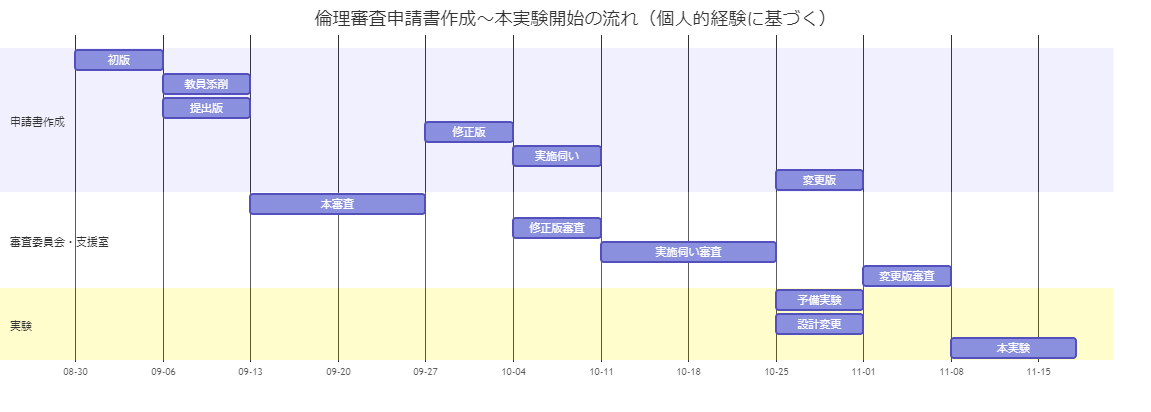 倫理審査申請書作成～本実験開始の流れ（個人的経験に基づく）
申請書作成
初版
教員添削
提出版
修正版
実施伺い
変更版
審査委員会・支援室
本審査
修正版審査
実施伺い審査
変更版審査
実験
予備実験
設計変更
本実験
08-30 09-06 09-13 09-20 09-27 10-04 10-11 10-18 10-25 11-01 11-08 11-15